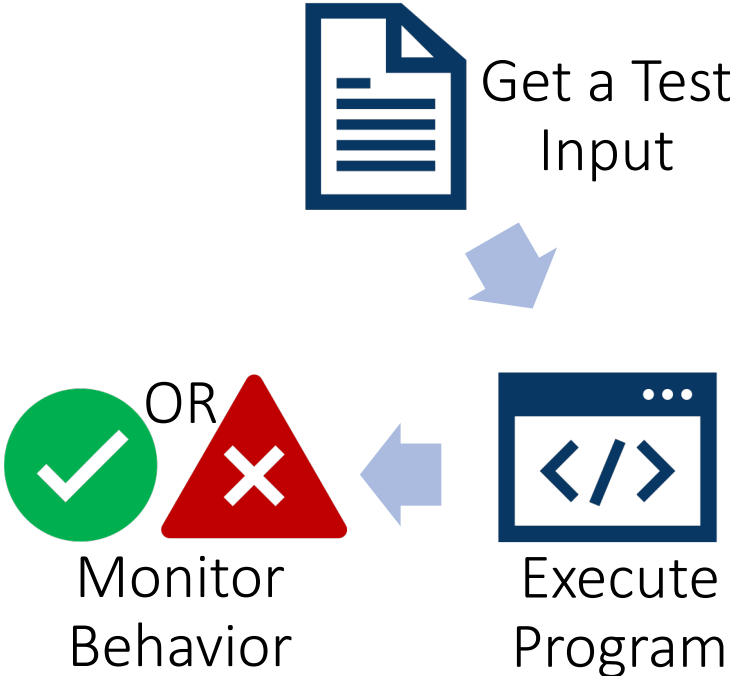 Get a Test
Input
OR
</>
Monitor
Behavior
Execute
Program